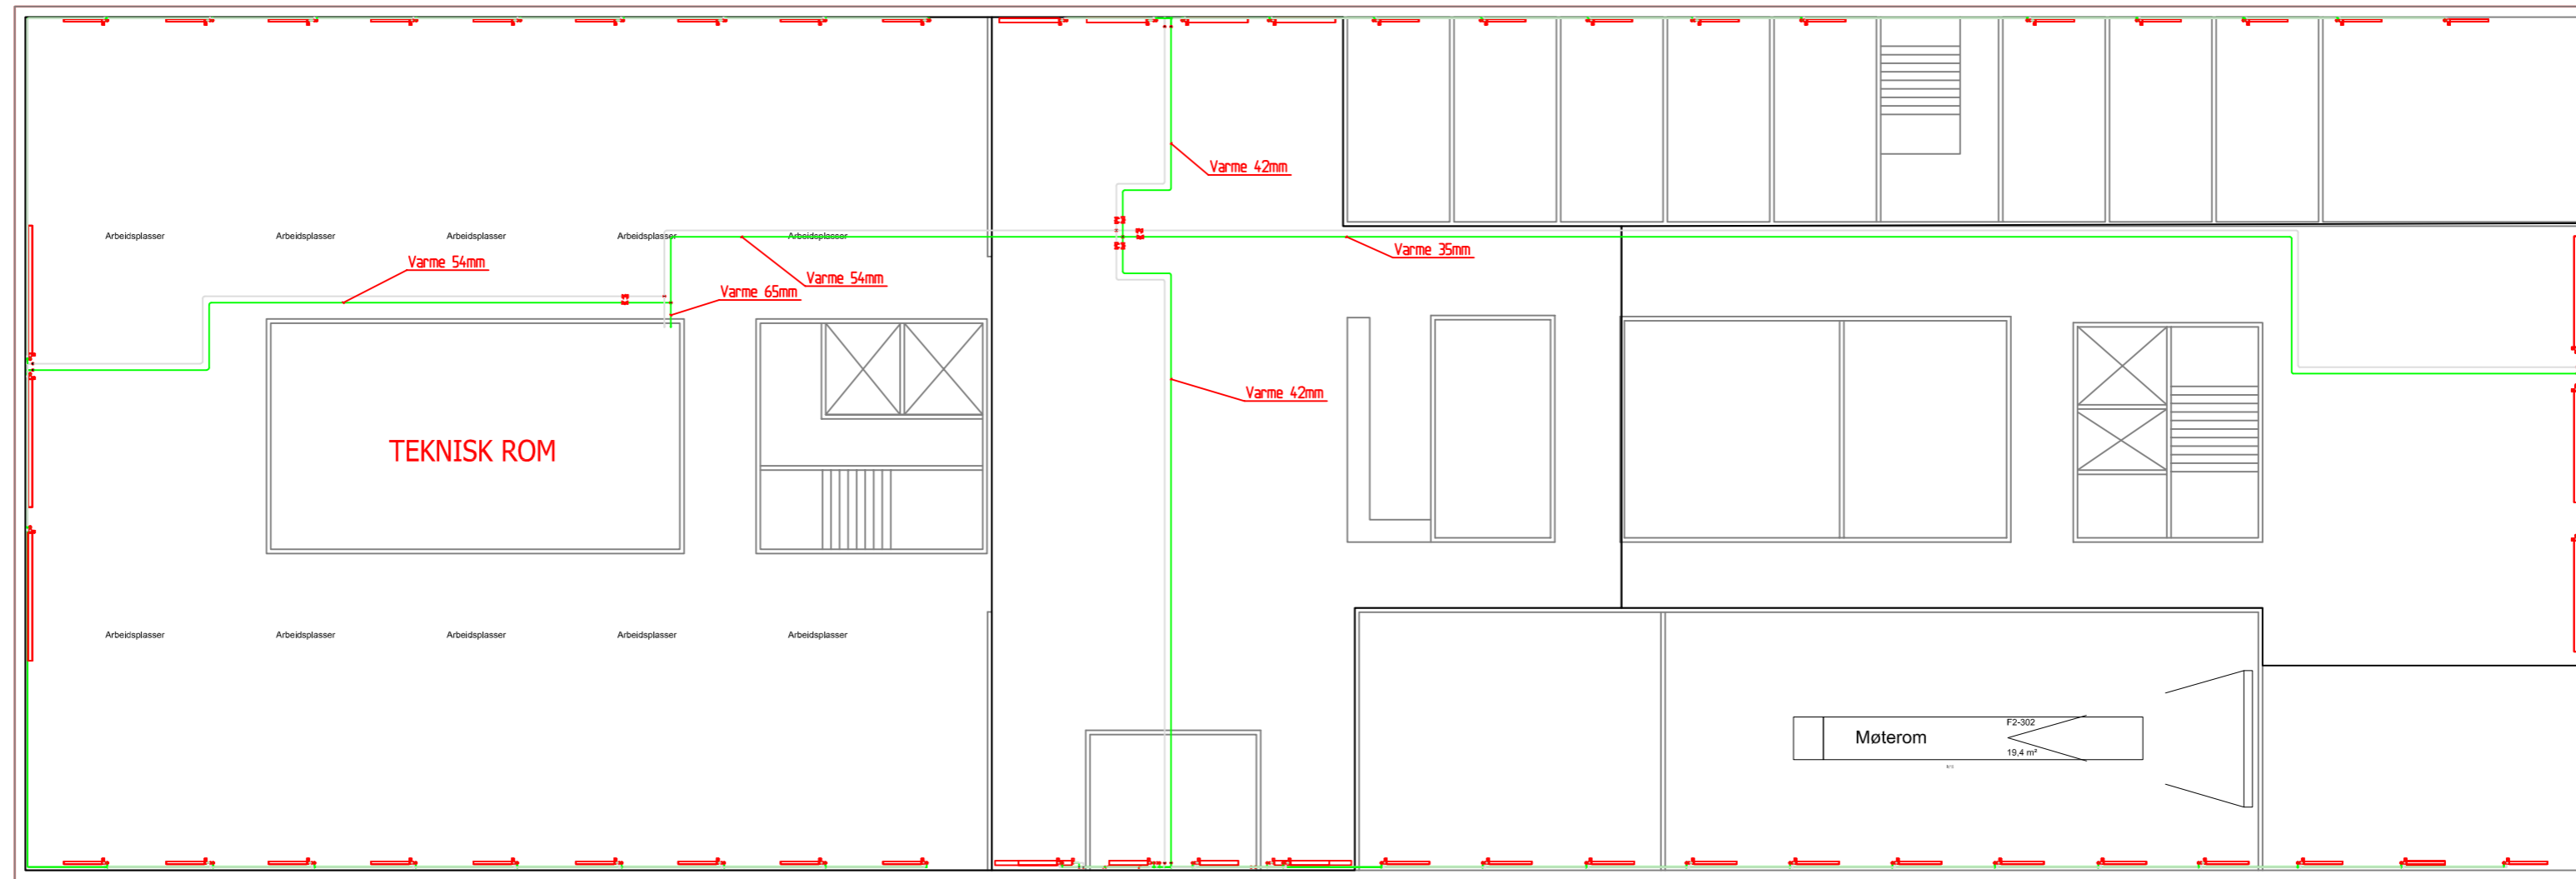 Varme 42mm
Arbeidsplasser
Arbeidsplasser
Arbeidsplasser
Arbeidsplasser
Arbeidsplasser
Varme 35mm
Varme 54mm
Varme 54mm
Varme 65mm
Varme 42mm
TEKNISK ROM
Arbeidsplasser
Arbeidsplasser
Arbeidsplasser
Arbeidsplasser
Arbeidsplasser
F2-302
Møterom
19,4 m²